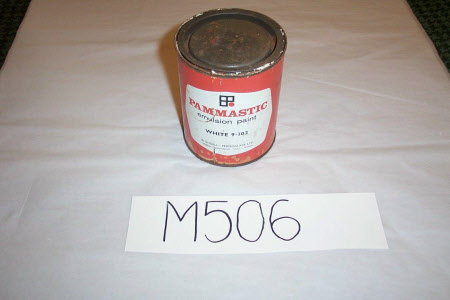 PAMMASTIC
emulsion paint
WHITE 9-102
M506